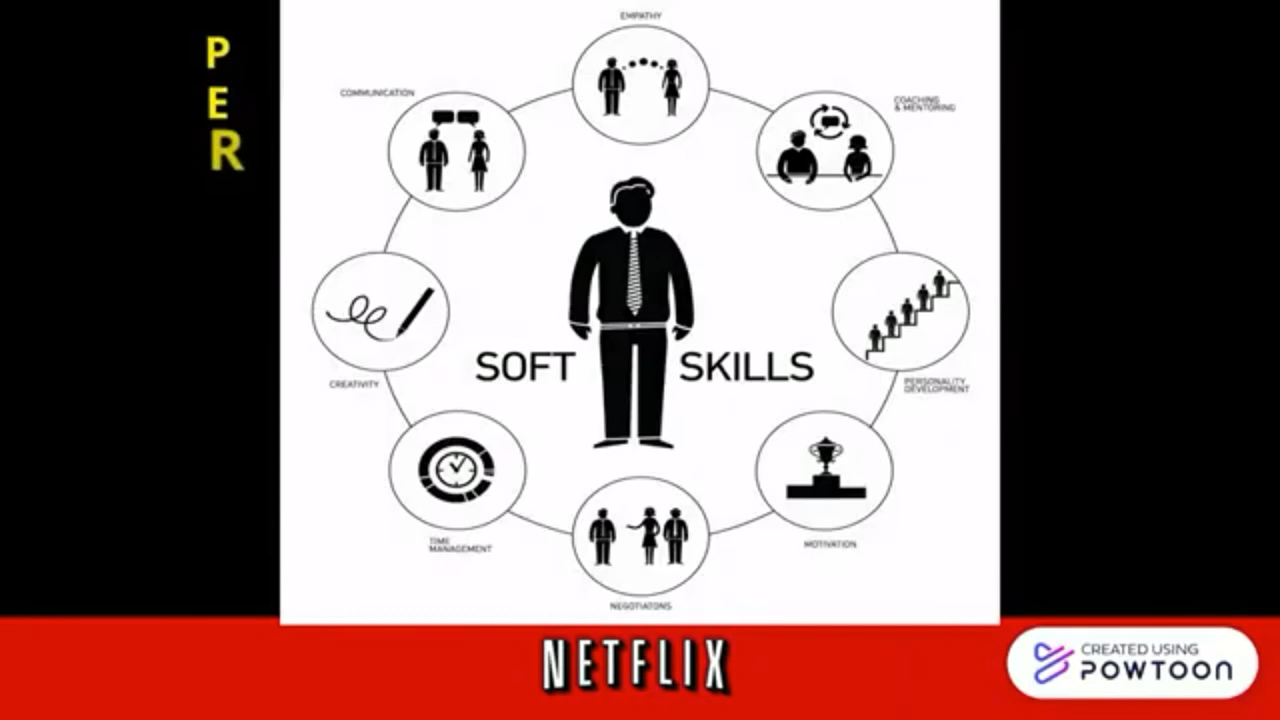 P
E
R
EMPATHY
COMMUNICATION
COACHING
& MENTORING
SOFT SKILLS
CREATIVITY
PERSONALITY
DEVELOPMENT
TIME
MANAGEMENT
MOTIVATION
NEGOTIATONS
NETFLIX
CREATED USING
POWTOON